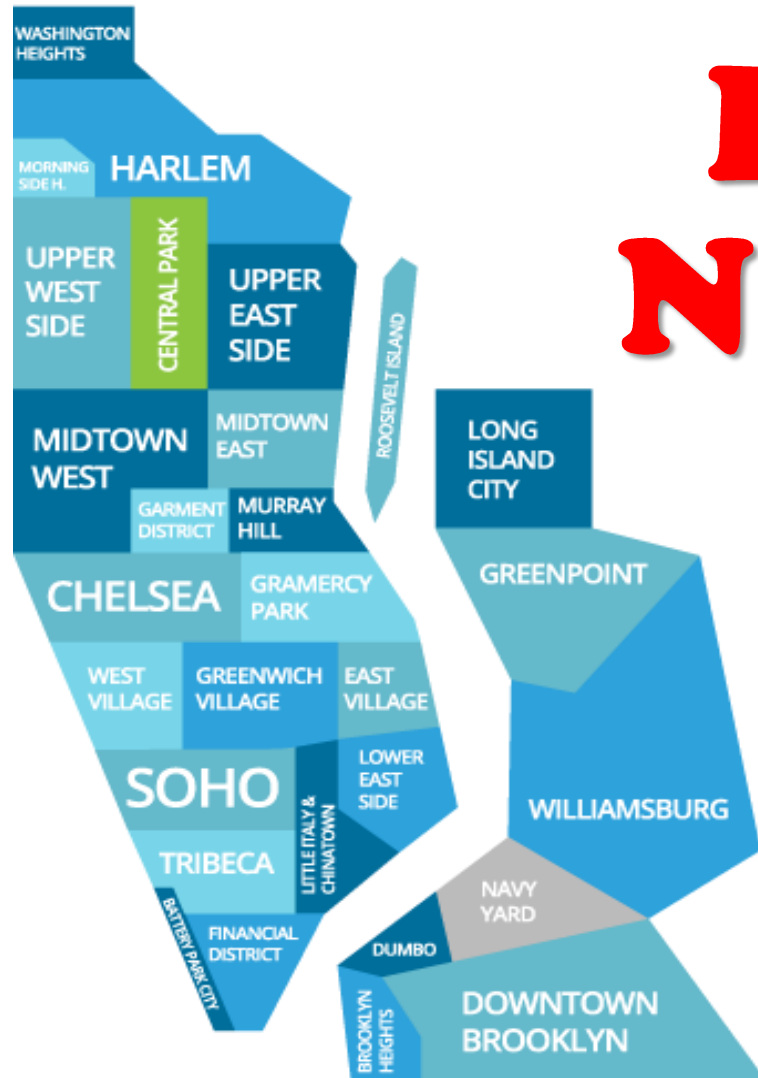 WASHINGTON
HEIGHTS
MORNING
SIDE H.
HARLEM
UPPER
WEST
SIDE
CENTRAL PARK
UPPER
EAST
SIDE
ROOSEVELT ISLAND
MIDTOWN
WEST
MIDTOWN
EAST
GARMENT
DISTRICT
MURRAY
HILL
LONG
ISLAND
CITY
CHELSEA
GRAMERCY
PARK
GREENPOINT
WEST
VILLAGE
GREENWICH
VILLAGE
EAST
VILLAGE
SOHO
LITTLE ITALY &
CHINATOWN
LOWER
EAST
SIDE
WILLIAMSBURG
TRIBECA
BATTERY PARK CITY
FINANCIAL
DISTRICT
NAVY
YARD
DUMBO
BROOKLYN
HEIGHTS
DOWNTOWN
BROOKLYN
N